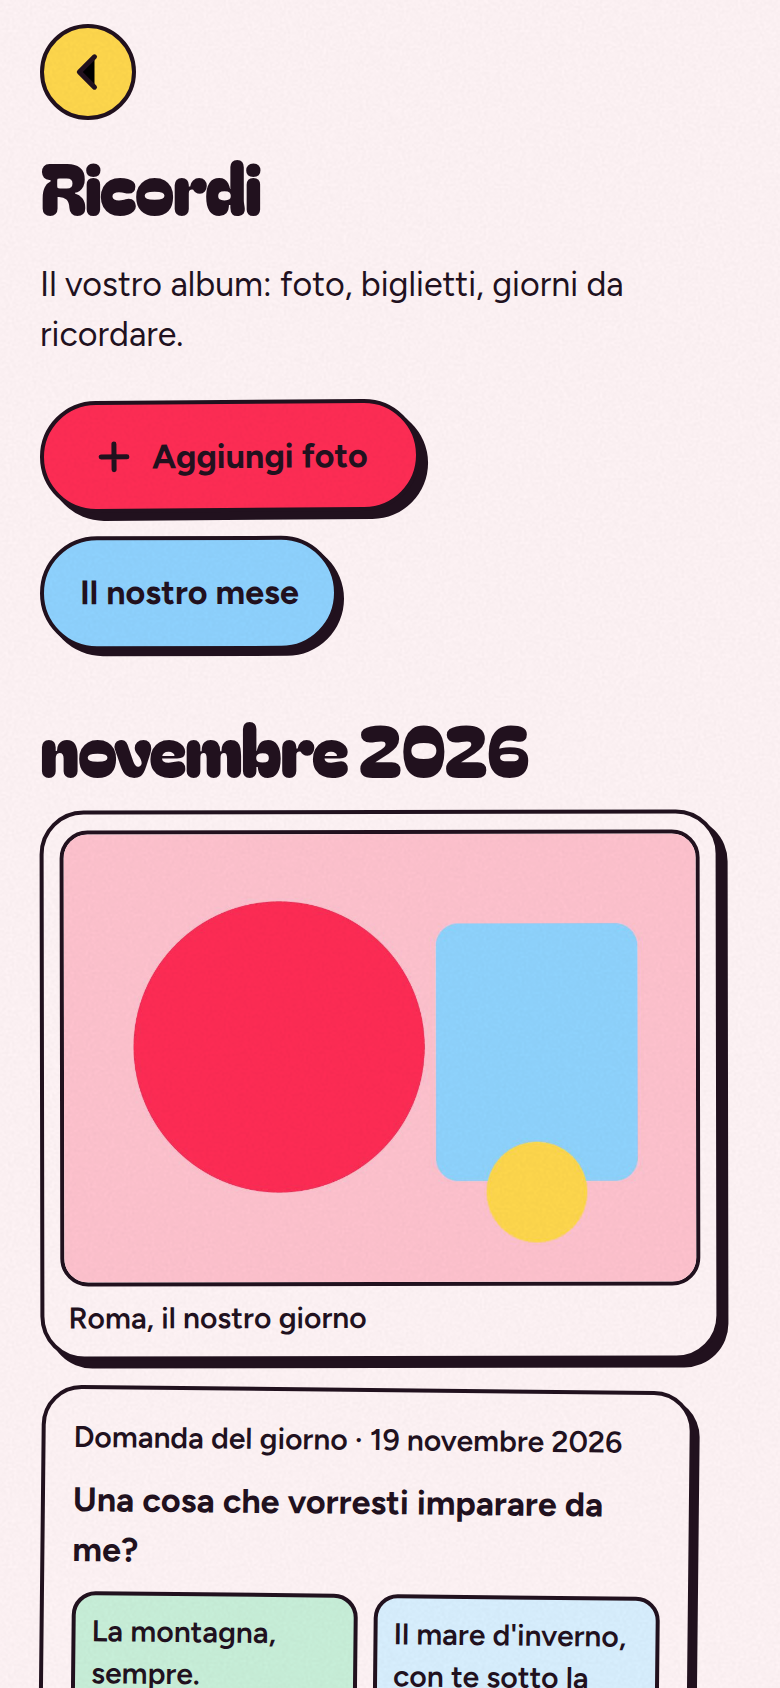 Ricordi
Il vostro album: foto, biglietti, giorni da
ricordare.
Aggiungi foto
Il nostro mese
novembre 2026
Roma, il nostro giorno
Domanda del giorno · 19 novembre 2026
Una cosa che vorresti imparare da
me?
La montagna,
sempre.
Il mare d'inverno,
con te sotto la